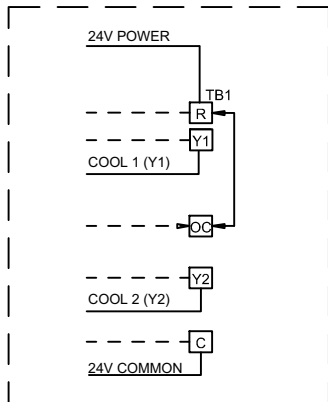 24V POWER
TB1
R
Y1
COOL 1 (Y1)
OC
Y2
COOL 2 (Y2)
C
24V COMMON